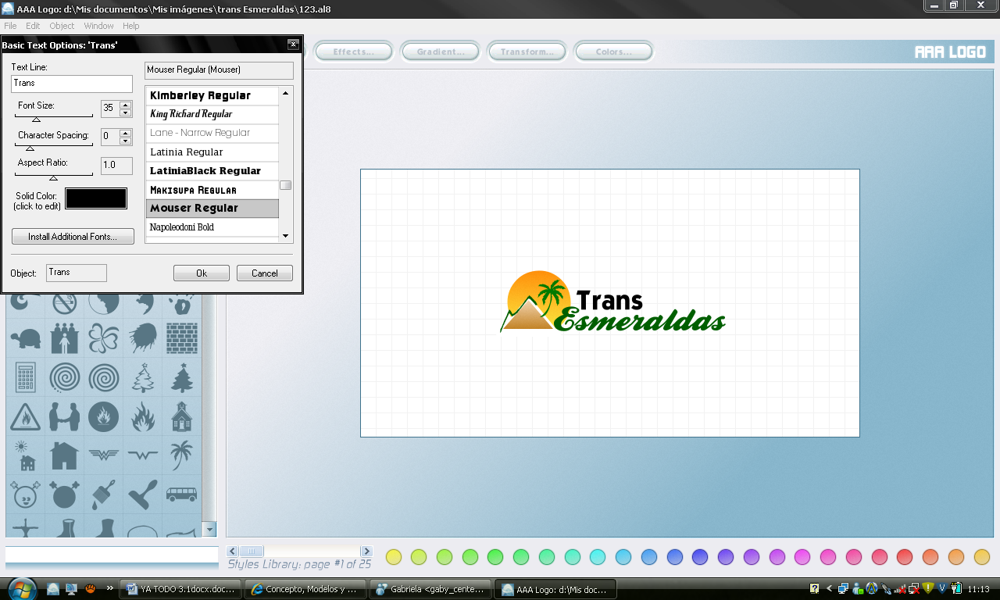 AAA Logo: d:\Mis documentos\Mis imágenes\trans Esmeraldas\123.al8
File Edit Object Window Help
Basic Text Options: 'Trans'
Effects... Gradient... Transform... Colors...
AAA LOGO
Text Line:
Trans
Font Size:
35
Character Spacing:
0
Aspect Ratio:
1.0
Solid Color:
(click to edit)
Install Additional Fonts...
Mouser Regular (Mouser)
Kimberley Regular
King Richard Regular
Lane - Narrow Regular
Latinia Regular
LatiniaBlack Regular
Makisupa Regular
Mouser Regular
Napoleodoni Bold
Object:
Trans
Ok
Cancel
Trans
Esmeraldas
Styles Library: page #1 of 25
YA TODO 3.1docx.doc...
Concepto, Modelos y ...
Gabriela <gaby_cente...
AAA Logo: d:\Mis doc...
11:13